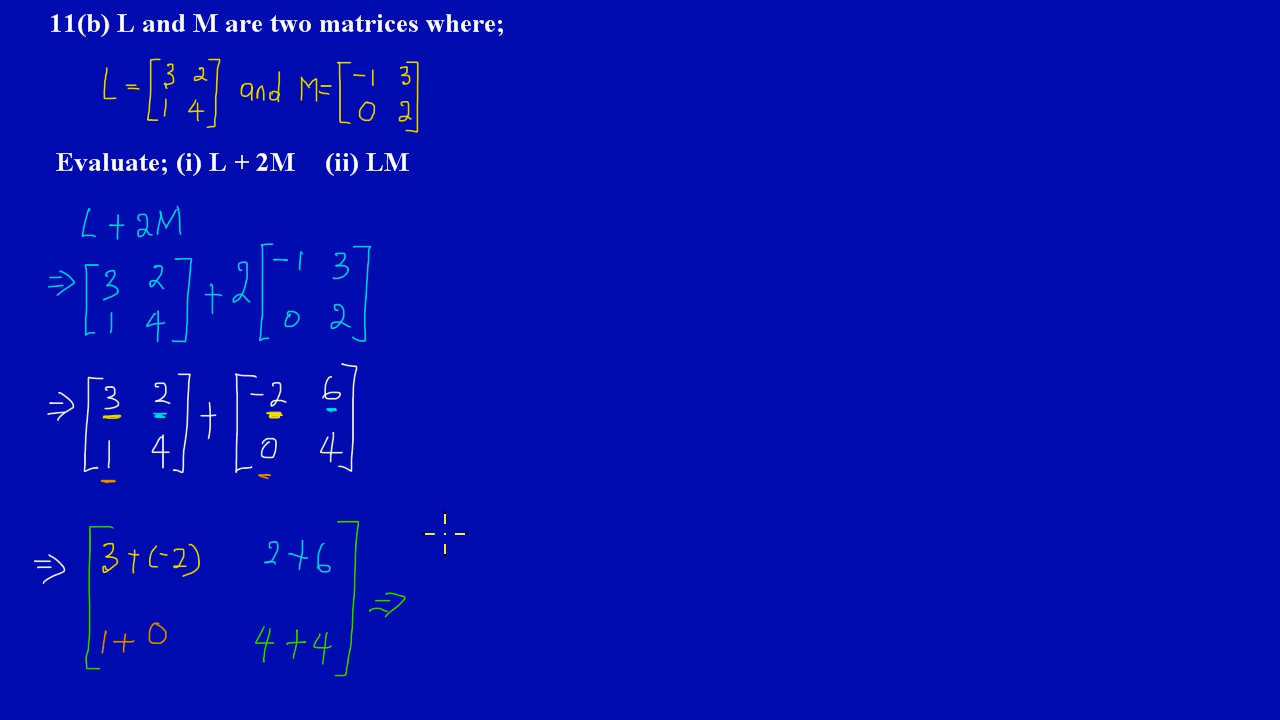 11(b) L and M are two matrices where;
L = [3 2
1 4] and M = [-1 3
0 2]
Evaluate; (i) L + 2M (ii) LM
L + 2M
⇒ [3 2
1 4] + 2 [-1 3
0 2]
⇒ [3 2
1 4] + [-2 6
0 4]
⇒ [3+(-2) 2+6
1+0 4+4] ⇒